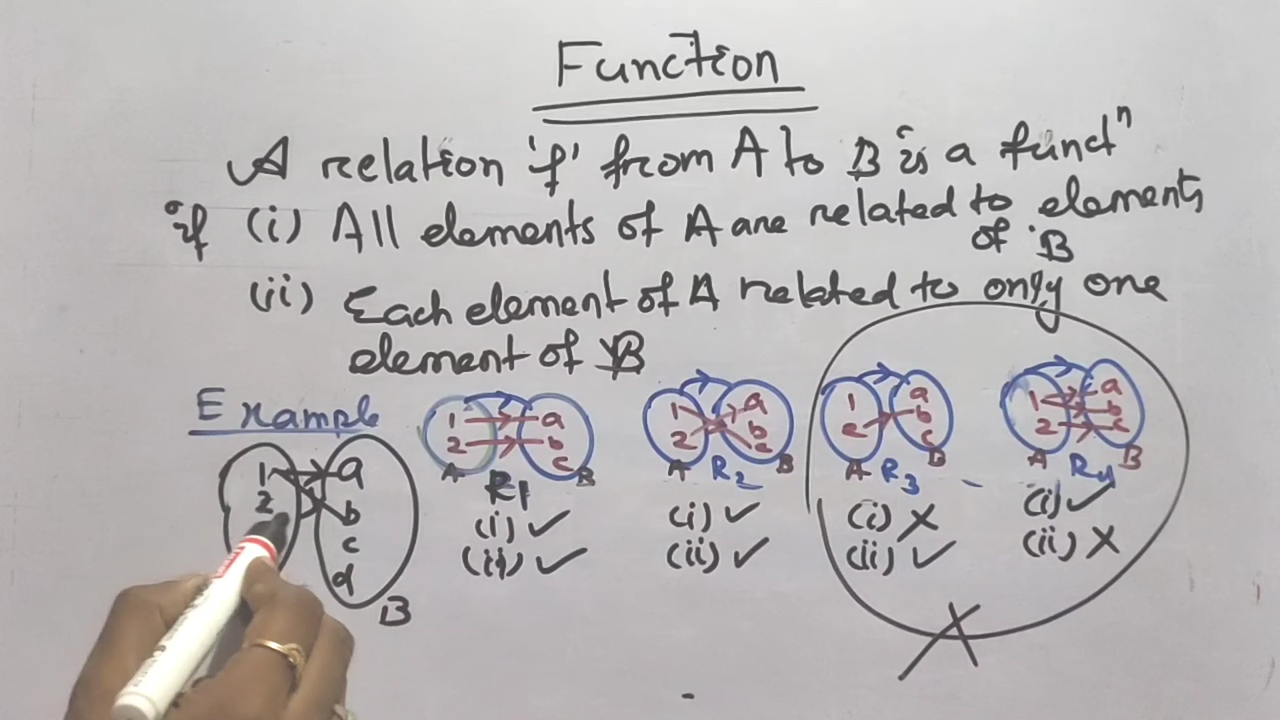 Function
A relation 'f' from A to B is a functⁿ
if (i) All elements of A are related to elements
of B
(ii) Each element of A related to only one
element of B
Example
1 a
2 b
c
d
B
1 a
2 b
c
A B
R1
(i) ✓
(ii) ✓
1 a
2 b
c
A R2 B
(i) ✓
(ii) ✓
1 a
2 b
c
A R3 B
(i) ✗
(ii) ✓
1 a
2 b
c
A R4 B
(i) ✓
(ii) ✗